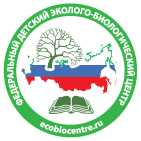 ФЕДЕРАЛЬНЫЙ ДЕТСКИЙ ЭКОЛОГО-БИОЛОГИЧЕСКИЙ ЦЕНТР
ecobiocentre.ru